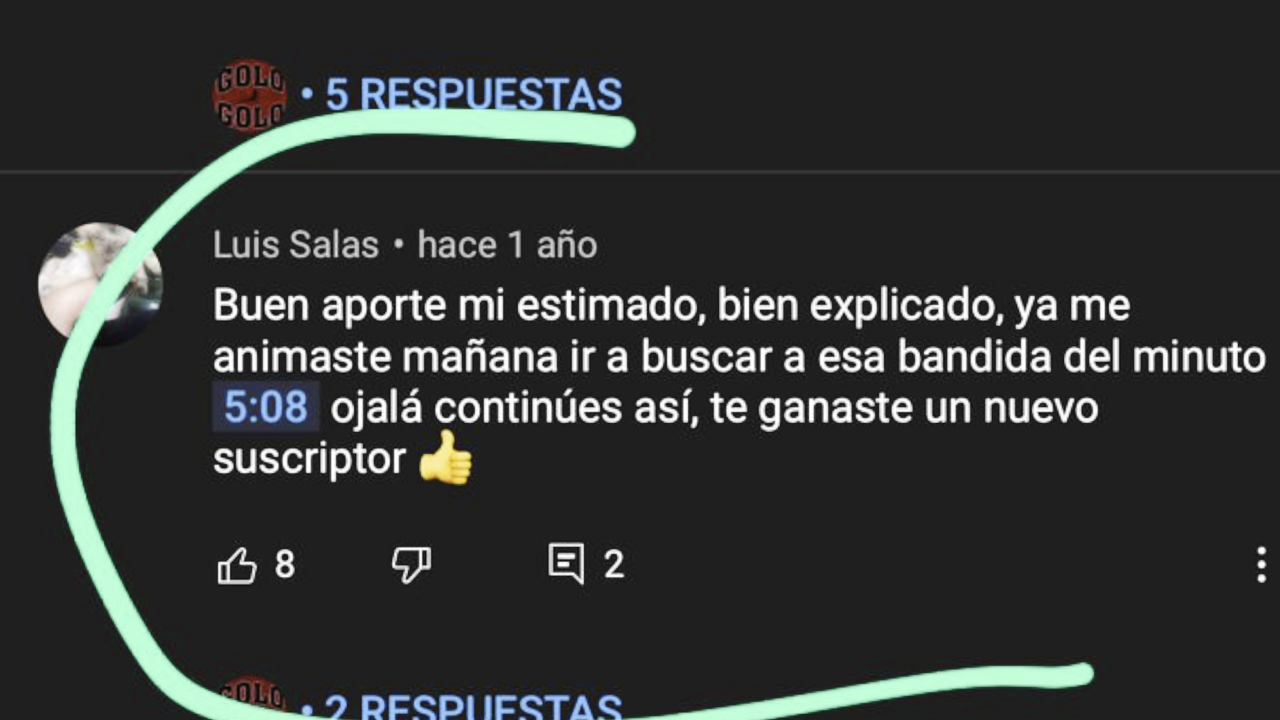 GOLO
GOLO
• 5 RESPUESTAS
Luis Salas • hace 1 año
Buen aporte mi estimado, bien explicado, ya me
animaste mañana ir a buscar a esa bandida del minuto
5:08 ojalá continúes así, te ganaste un nuevo
suscriptor 👍
8
2
GOLO
• 2 RESPUESTAS